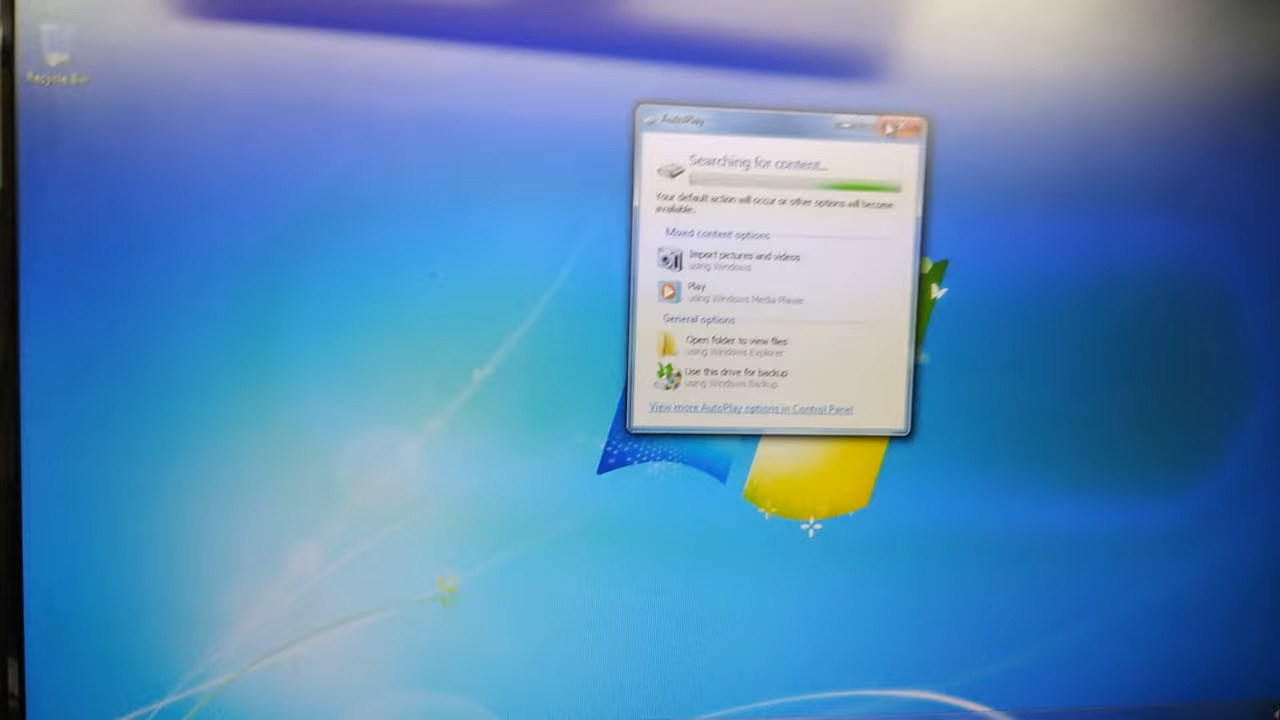 Recycle Bin
AutoPlay
Searching for content...
Your default action will occur or other options will become
available.
Mixed content options
Import pictures and videos
using Windows
Play
using Windows Media Player
General options
Open folder to view files
using Windows Explorer
Use this drive for backup
using Windows Backup
View more AutoPlay options in Control Panel